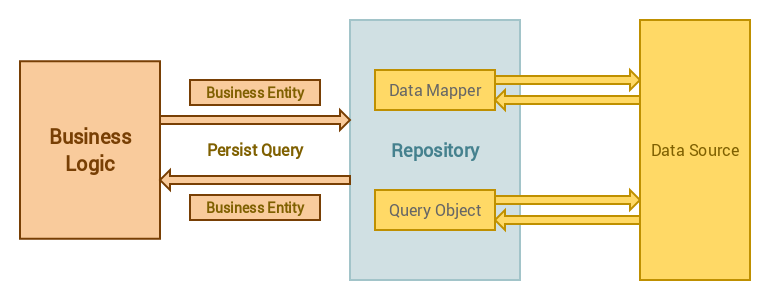 Business Entity
Data Mapper
Business
Logic
Persist Query
Repository
Data Source
Business Entity
Query Object